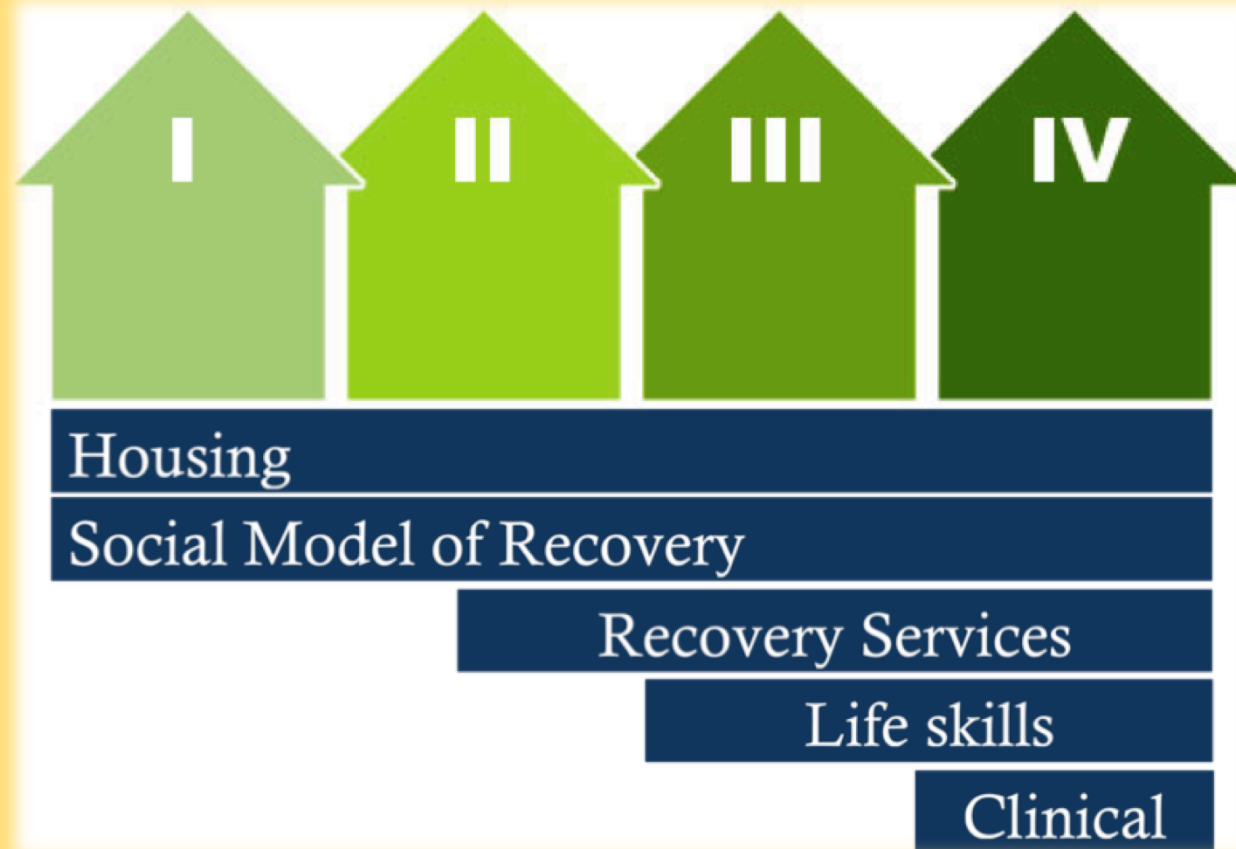 I II III IV
Housing
Social Model of Recovery
Recovery Services
Life skills
Clinical